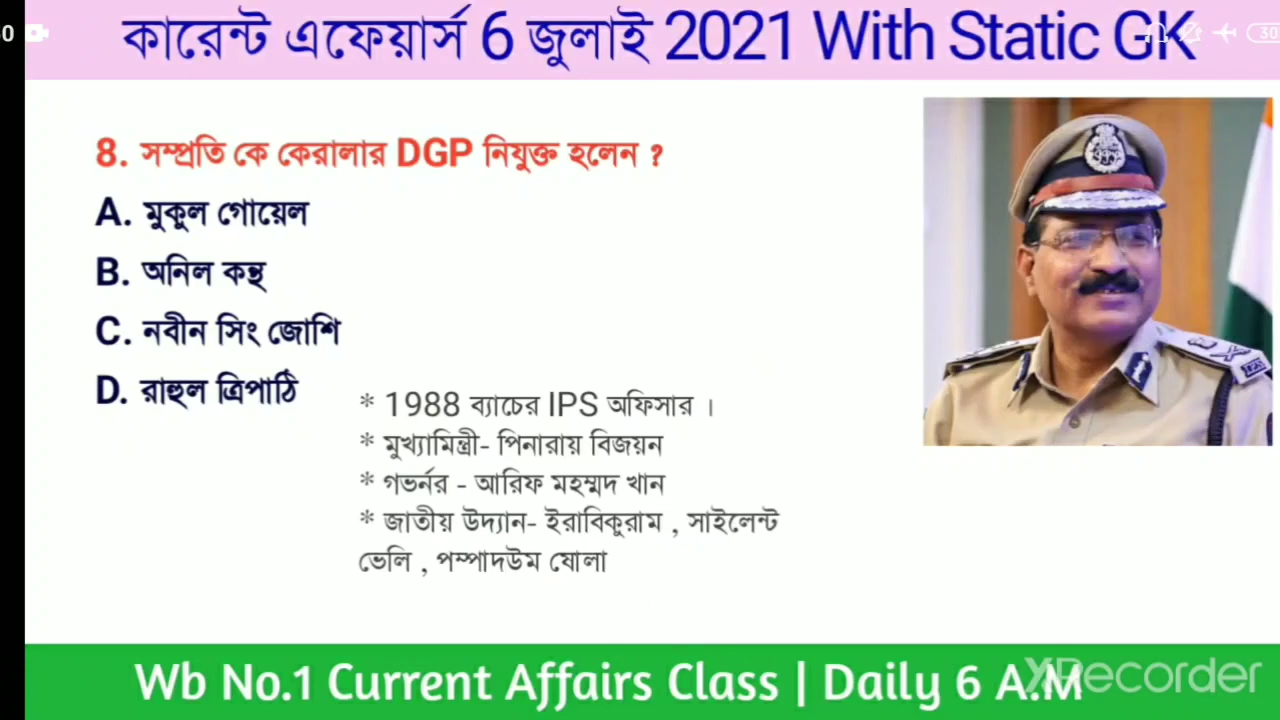 কারেন্ট এফেয়ার্স 6 জুলাই 2021 With Static GK
8. সম্প্রতি কে কেরালার DGP নিযুক্ত হলেন ?
A. মুকুল গোয়েল
B. অনিল কন্থ
C. নবীন সিং জোশি
D. রাহুল ত্রিপাঠি
* 1988 ব্যাচের IPS অফিসার ।
* মুখ্যামিন্ত্রী- পিনারায় বিজয়ন
* গভর্নর - আরিফ মহম্মদ খান
* জাতীয় উদ্যান- ইরাবিকুরাম , সাইলেন্ট
ভেলি , পম্পাদউম ষোলা
Wb No.1 Current Affairs Class | Daily 6 A.M
XRecorder